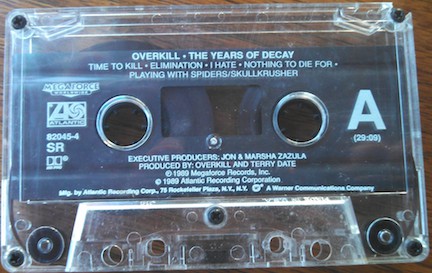 OVERKILL • THE YEARS OF DECAY
TIME TO KILL • ELIMINATION • I HATE • NOTHING TO DIE FOR •
PLAYING WITH SPIDERS/SKULLKRUSHER
MEGAFORCE
WORLDWIDE
ATLANTIC
82045-4
SR
A
(29:09)
EXECUTIVE PRODUCERS: JON & MARSHA ZAZULA
PRODUCED BY: OVERKILL AND TERRY DATE
℗ 1989 Megaforce Records, Inc.
© 1989 Atlantic Recording Corporation
Mfg. by Atlantic Recording Corp., 75 Rockefeller Plaza, N.Y., N.Y. A Warner Communications Company